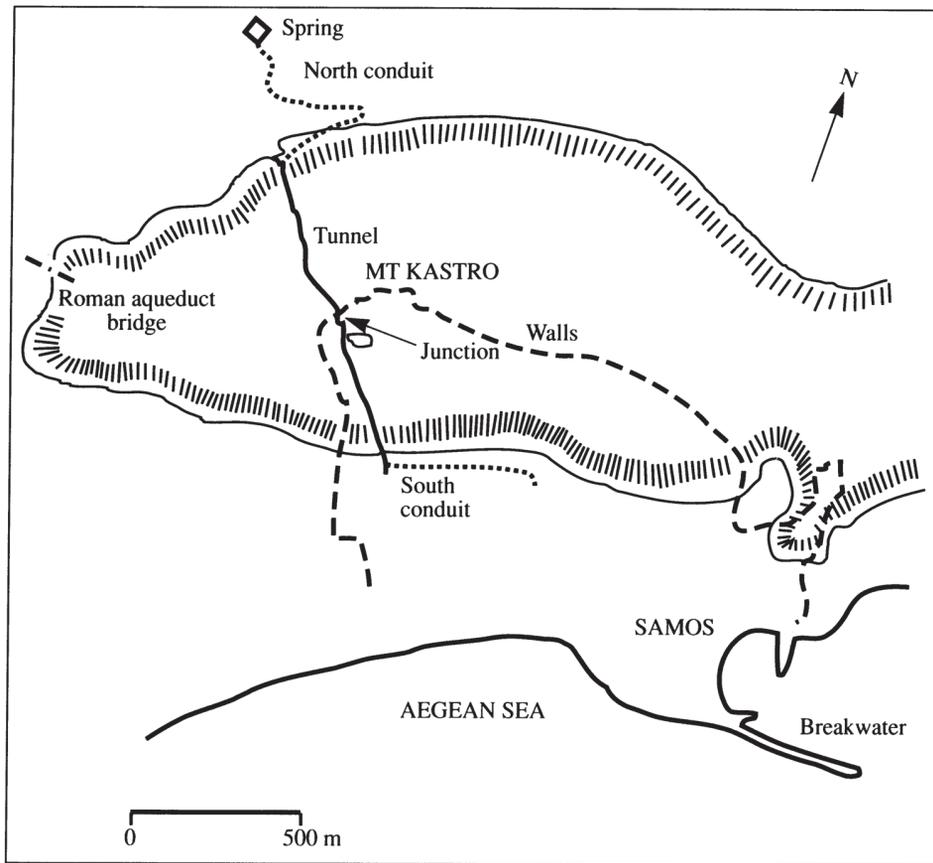 Spring
North conduit
N
Tunnel
MT KASTRO
Roman aqueduct
bridge
Walls
Junction
South
conduit
SAMOS
AEGEAN SEA
Breakwater
0 500 m